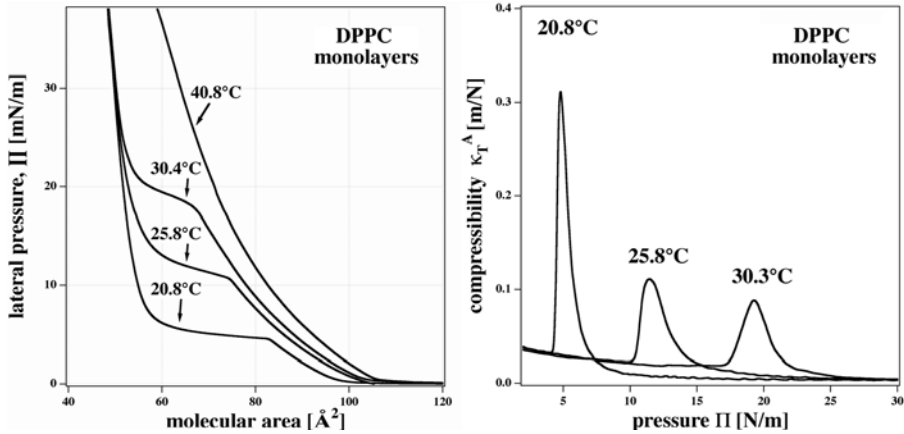 DPPC
monolayers
40.8°C
30.4°C
25.8°C
20.8°C
30
20
10
0
40
60
80
100
120
lateral pressure, Π [mN/m]
molecular area [Å²]
20.8°C
DPPC
monolayers
25.8°C
30.3°C
0.4
0.3
0.2
0.1
0.0
5
10
15
20
25
30
compressibility κ_T^A [m/N]
pressure Π [N/m]